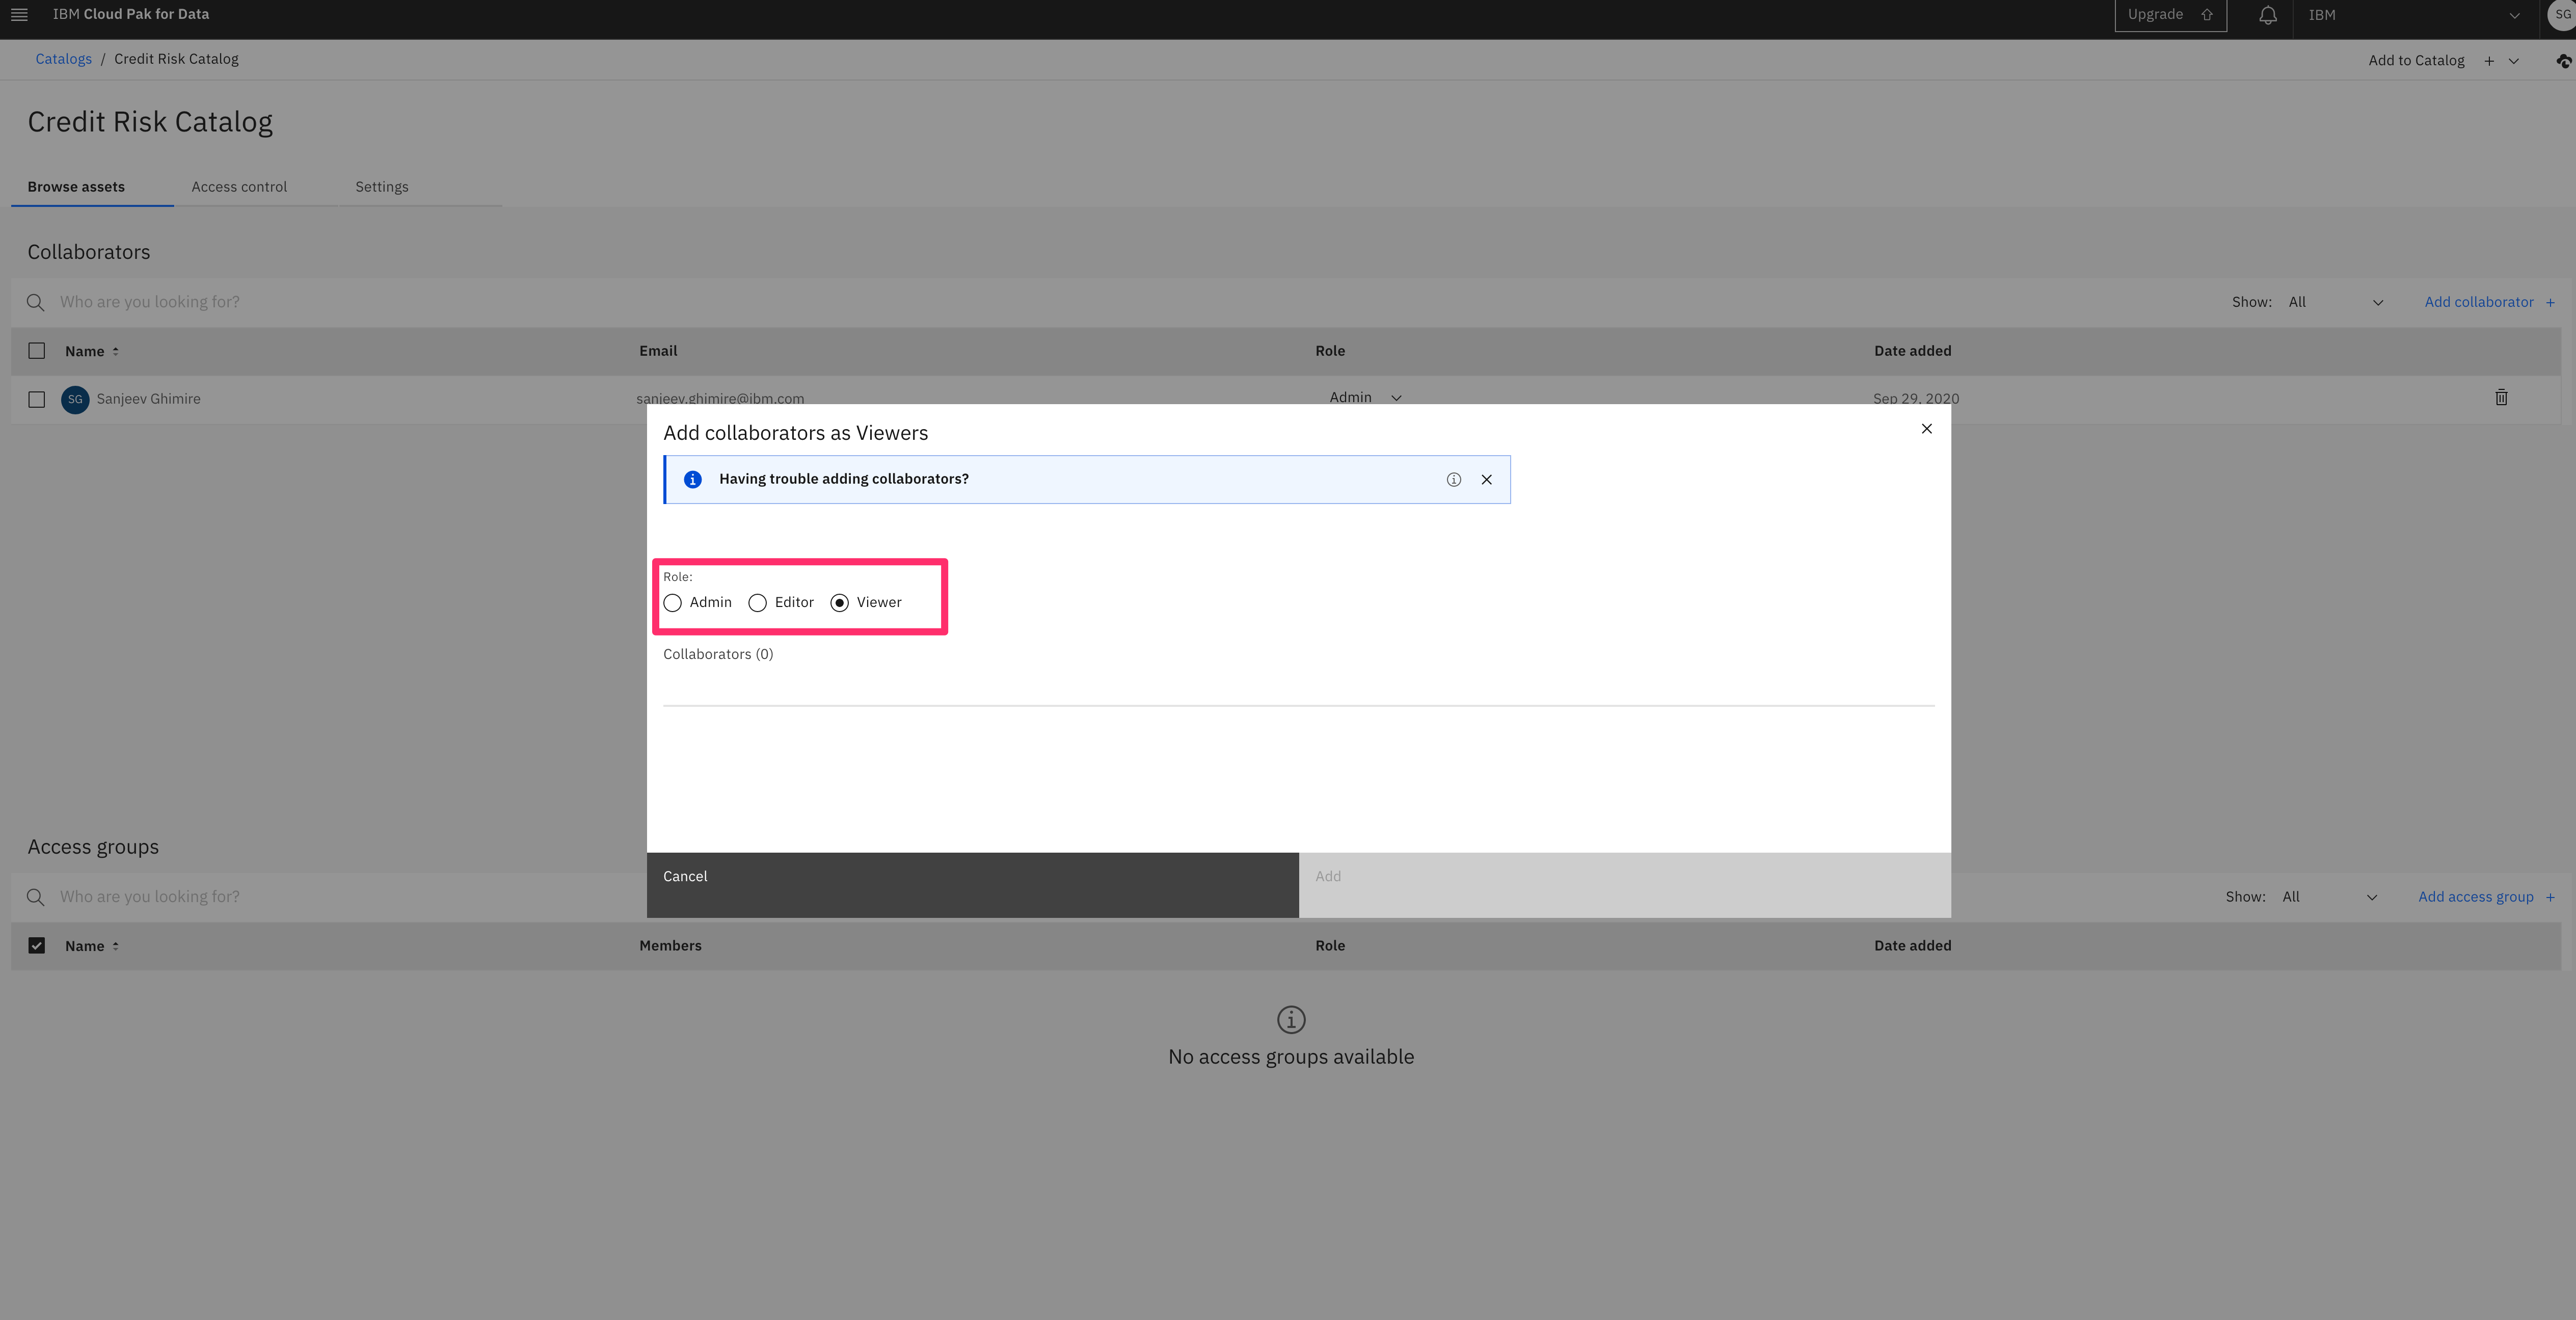 IBM Cloud Pak for Data
Upgrade
IBM
SG
Catalogs / Credit Risk Catalog
Add to Catalog +
Credit Risk Catalog
Browse assets
Access control
Settings
Collaborators
Who are you looking for?
Show: All
Add collaborator +
Name
Email
Role
Date added
SG
Sanjeev Ghimire
sanjeev.ghimire@ibm.com
Admin
Sep 29, 2020
Add collaborators as Viewers
Having trouble adding collaborators?
Role:
Admin
Editor
Viewer
Collaborators (0)
Cancel
Add
Access groups
Who are you looking for?
Show: All
Add access group +
Name
Members
Role
Date added
No access groups available